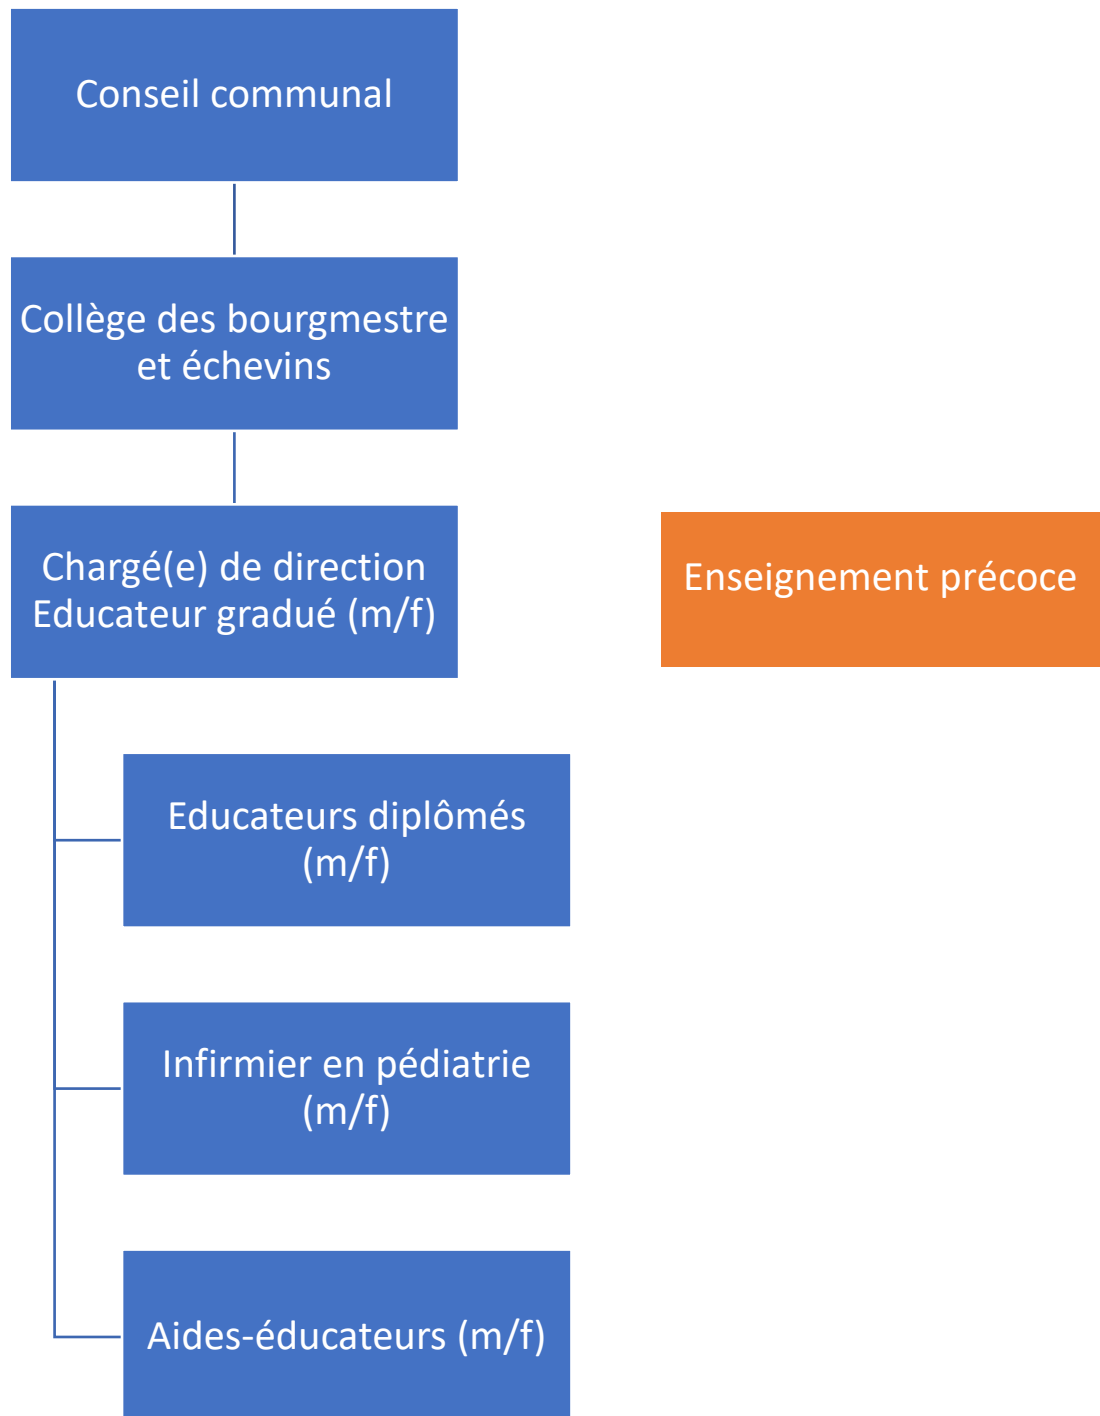 Conseil communal
Collège des bourgmestre
et échevins
Chargé(e) de direction
Educateur gradué (m/f)
Enseignement précoce
Educateurs diplômés
(m/f)
Infirmier en pédiatrie
(m/f)
Aides-éducateurs (m/f)